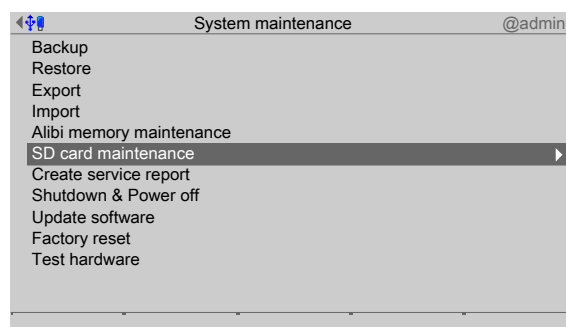 System maintenance @admin
Backup
Restore
Export
Import
Alibi memory maintenance
SD card maintenance
Create service report
Shutdown & Power off
Update software
Factory reset
Test hardware